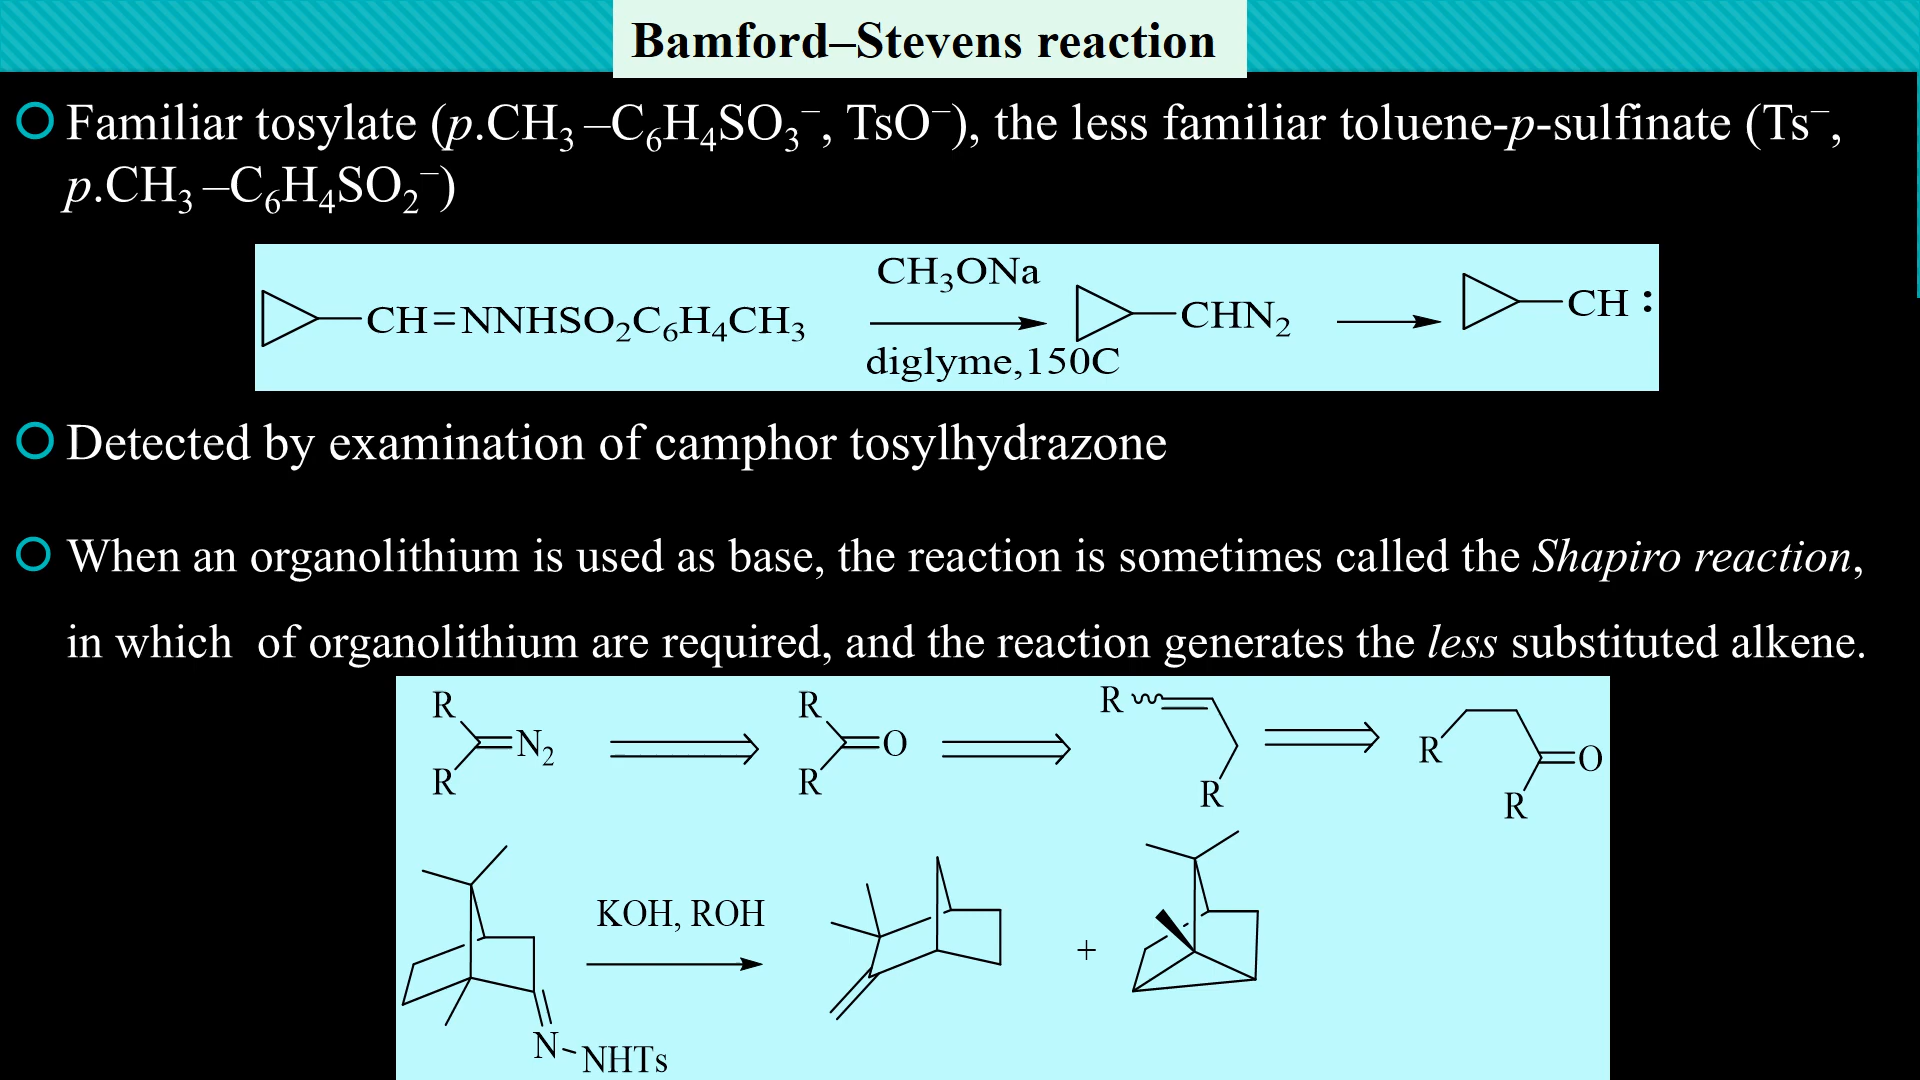 Bamford–Stevens reaction
Familiar tosylate (p.CH₃ –C₆H₄SO₃⁻, TsO⁻), the less familiar toluene-p-sulfinate (Ts⁻,
p.CH₃ –C₆H₄SO₂⁻)
CH₃ONa
CH=NNHSO₂C₆H₄CH₃
CHN₂
CH :
diglyme,150C
Detected by examination of camphor tosylhydrazone
When an organolithium is used as base, the reaction is sometimes called the Shapiro reaction,
in which  of organolithium are required, and the reaction generates the less substituted alkene.
R R R
=N₂ =O R =O
R R R R
KOH, ROH
+
N
NHTs